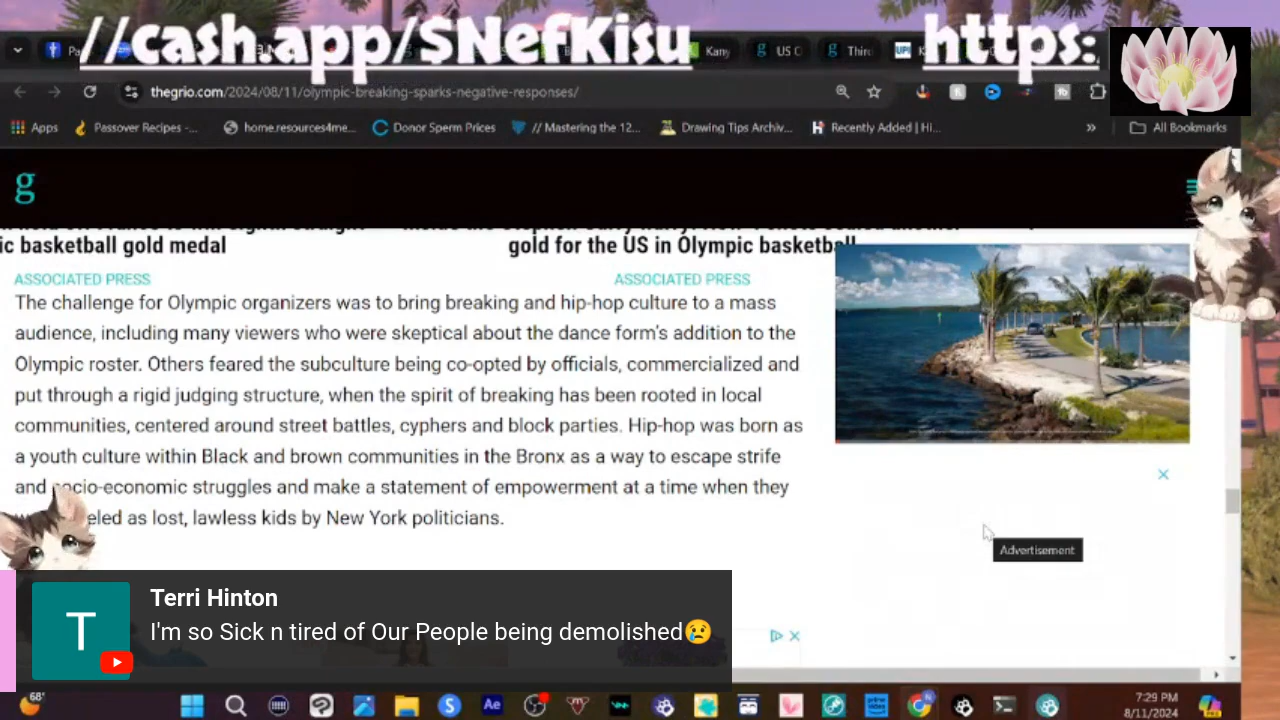 //cash.app/$NefKisu https:
Kany
US C
Third
UPI
thegrio.com/2024/08/11/olympic-breaking-sparks-negative-responses/
Apps
Passover Recipes -...
home.resources4me...
Donor Sperm Prices
// Mastering the 12...
Drawing Tips Archiv...
Recently Added | Hi...
»
All Bookmarks
g
ic basketball gold medal
gold for the US in Olympic basketball
ASSOCIATED PRESS
ASSOCIATED PRESS
The challenge for Olympic organizers was to bring breaking and hip-hop culture to a mass
audience, including many viewers who were skeptical about the dance form's addition to the
Olympic roster. Others feared the subculture being co-opted by officials, commercialized and
put through a rigid judging structure, when the spirit of breaking has been rooted in local
communities, centered around street battles, cyphers and block parties. Hip-hop was born as
a youth culture within Black and brown communities in the Bronx as a way to escape strife
and socio-economic struggles and make a statement of empowerment at a time when they
eled as lost, lawless kids by New York politicians.
Advertisement
T
Terri Hinton
I'm so Sick n tired of Our People being demolished😢
68°
7:29 PM
8/11/2024